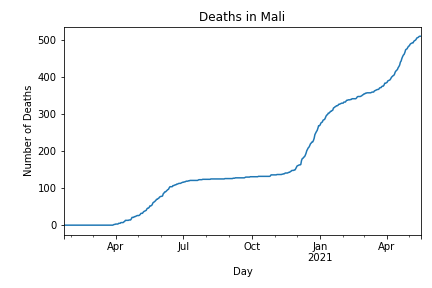 Deaths in Mali
500
400
300
200
100
0
Number of Deaths
Apr
Jul
Oct
Jan
2021
Apr
Day